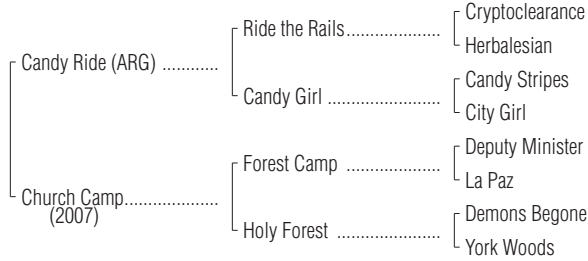 Cryptoclearance
Ride the Rails....................
Herbalesian
Candy Ride (ARG) ............
Candy Stripes
Candy Girl ........................
City Girl
Deputy Minister
Forest Camp ....................
La Paz
Church Camp....................
(2007)
Demons Begone
Holy Forest ......................
York Woods